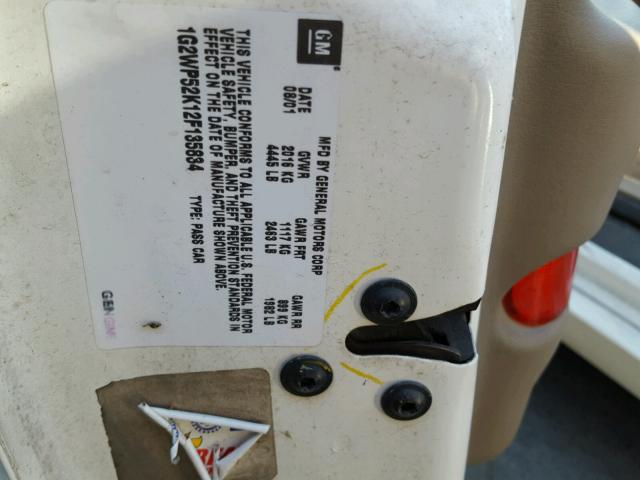 GM
MFD BY GENERAL MOTORS CORP
DATE GVWR GAWR FRT GAWR RR
08/01 2016 KG 1117 KG 899 KG
4445 LB 2463 LB 1982 LB
THIS VEHICLE CONFORMS TO ALL APPLICABLE U.S. FEDERAL MOTOR
VEHICLE SAFETY, BUMPER, AND THEFT PREVENTION STANDARDS IN
EFFECT ON THE DATE OF MANUFACTURE SHOWN ABOVE.
1G2WP52K12F135834 TYPE: PASS CAR